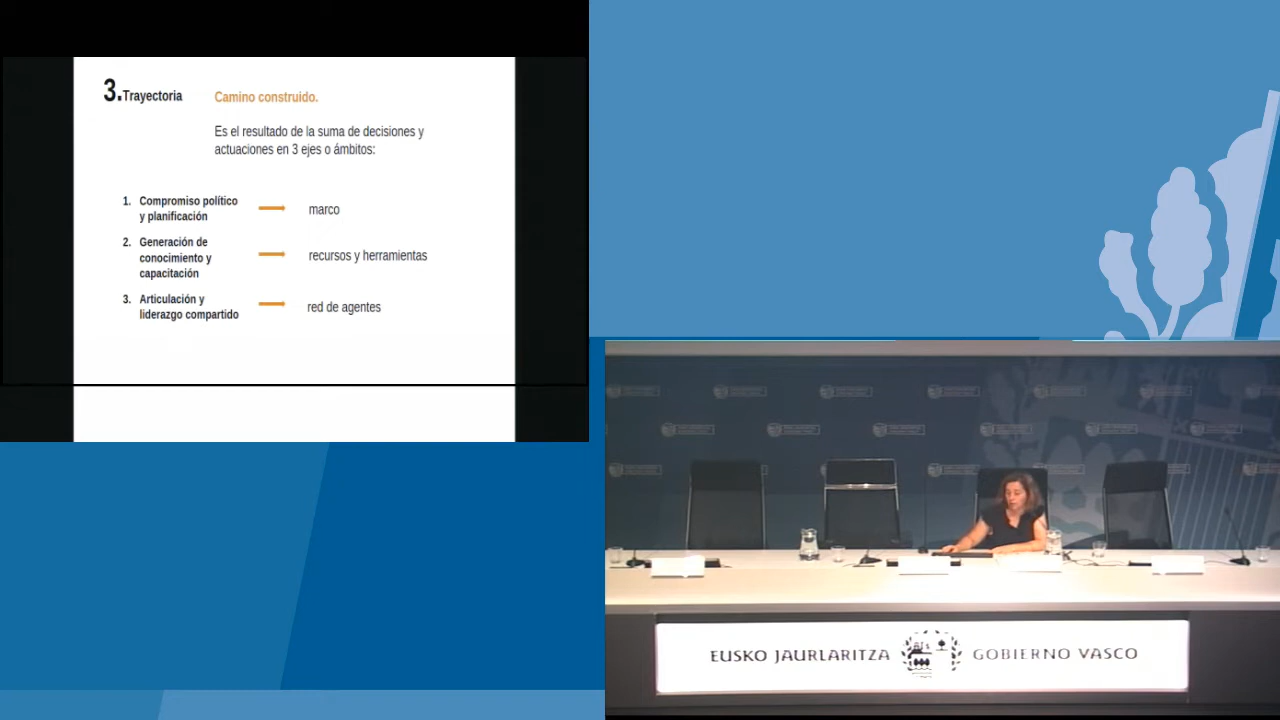 3.Trayectoria
Camino construido.
Es el resultado de la suma de decisiones y
actuaciones en 3 ejes o ámbitos:
1. Compromiso político
y planificación
marco
2. Generación de
conocimiento y
capacitación
recursos y herramientas
3. Articulación y
liderazgo compartido
red de agentes
EUSKO JAURLARITZA
GOBIERNO VASCO